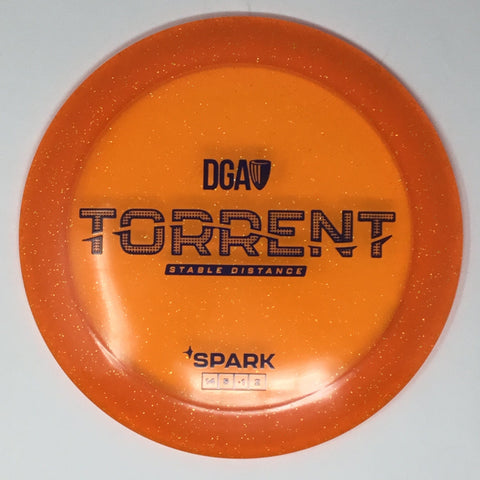 DGA
TORRENT
STABLE DISTANCE
SPARK